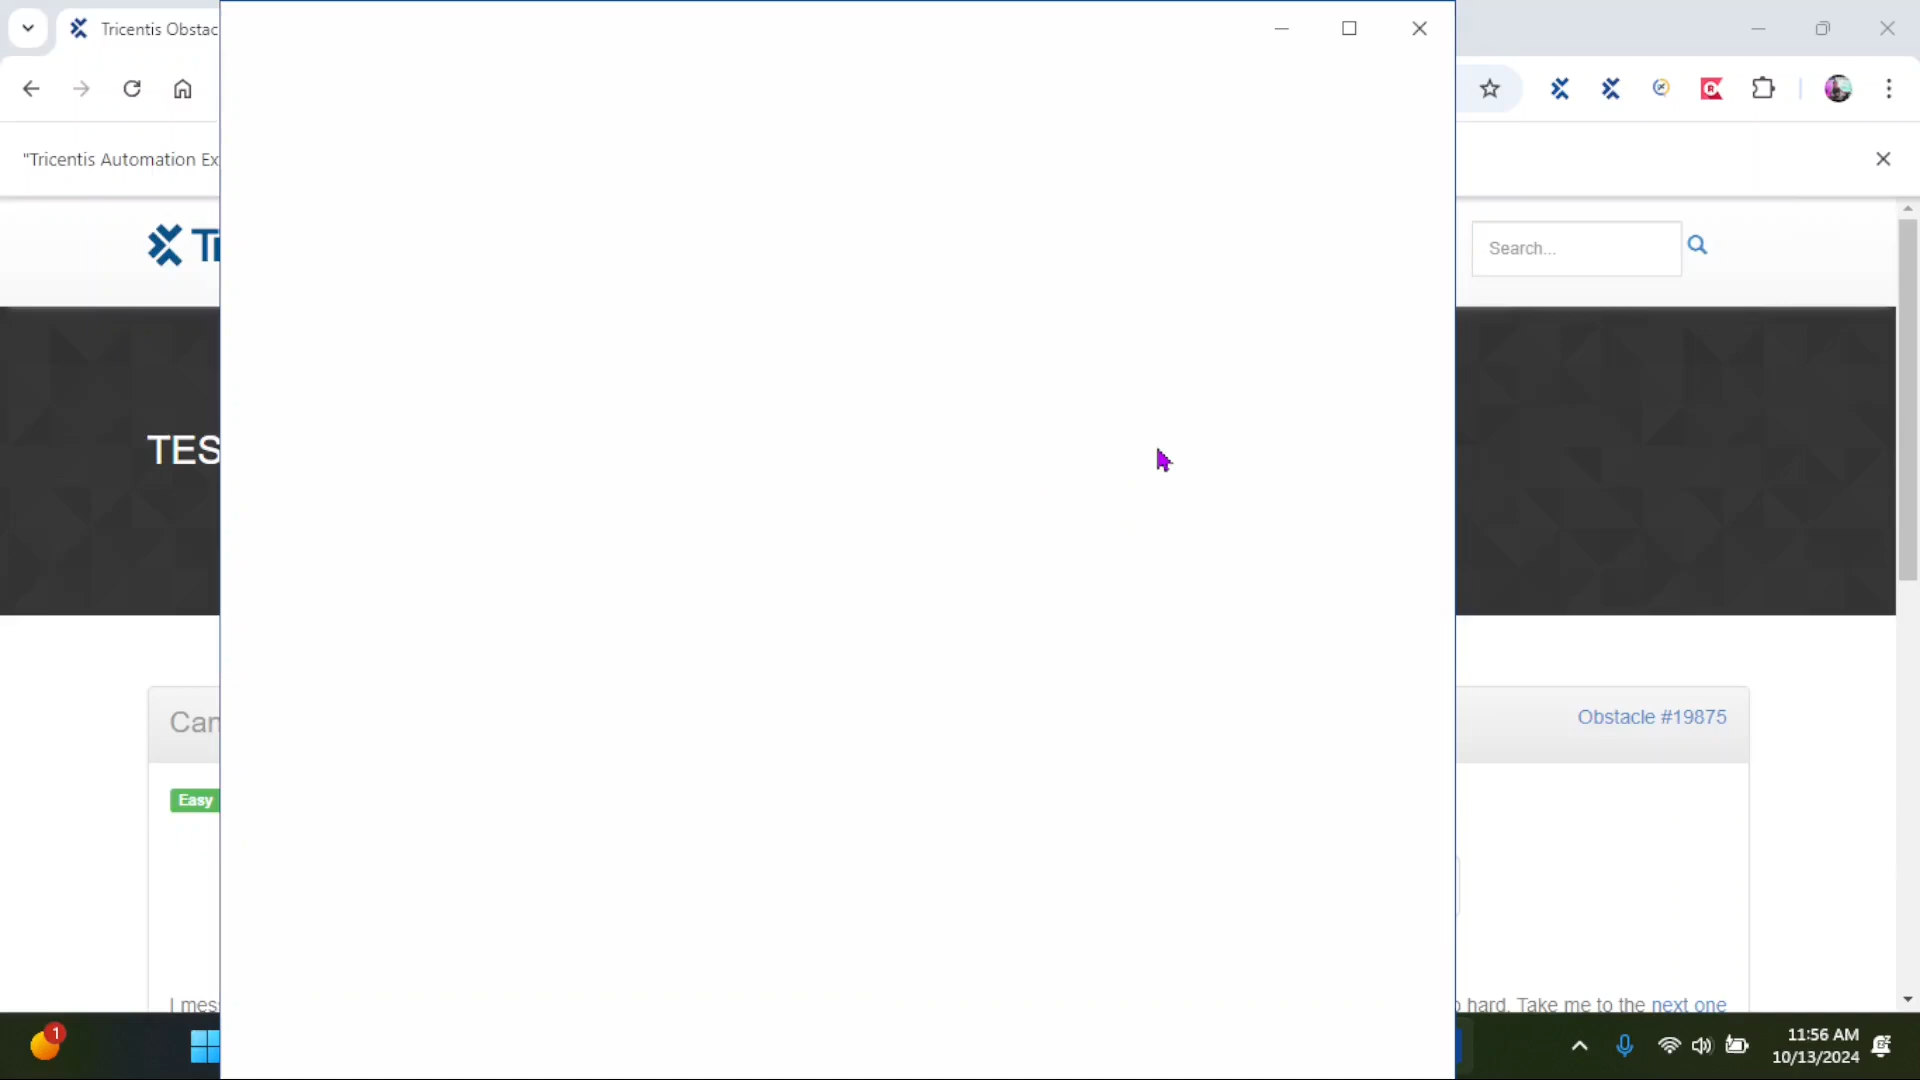 Tricentis Obstac
"Tricentis Automation Ex
Search...
TES
Obstacle #19875
Easy
I mes
hard. Take me to the next one
1
11:56 AM
10/13/2024